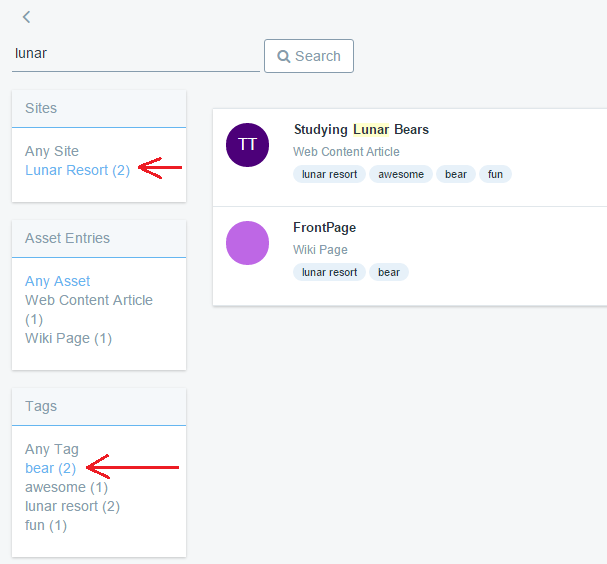 lunar
Search
Sites
Any Site
Lunar Resort (2)
Asset Entries
Any Asset
Web Content Article
(1)
Wiki Page (1)
Tags
Any Tag
bear (2)
awesome (1)
lunar resort (2)
fun (1)
TT
Studying Lunar Bears
Web Content Article
lunar resort awesome bear fun
FrontPage
Wiki Page
lunar resort bear